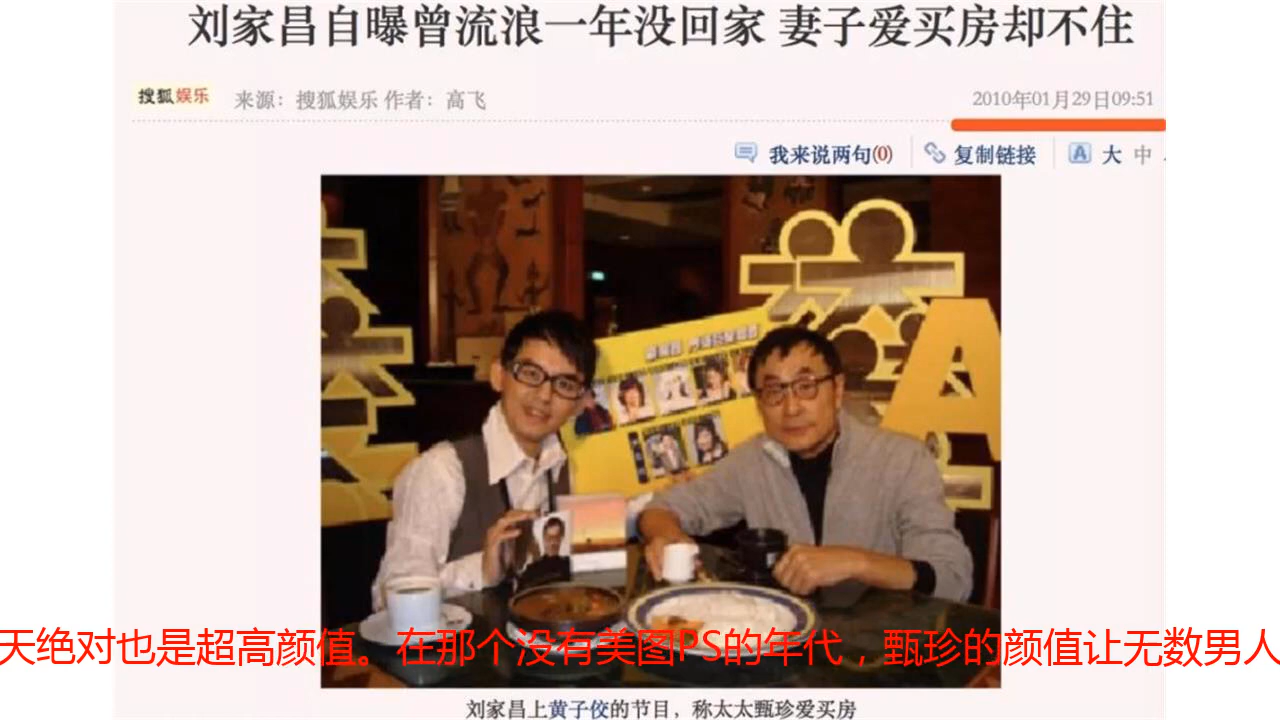 刘家昌自曝曾流浪一年没回家 妻子爱买房却不住
搜狐娱乐 来源：搜狐娱乐 作者：高飞 2010年01月29日09:51
我来说两句(0) 复制链接 A 大 中
A
天绝对也是超高颜值。在那个没有美图PS的年代，甄珍的颜值让无数男人
刘家昌上黄子佼的节目，称太太甄珍爱买房